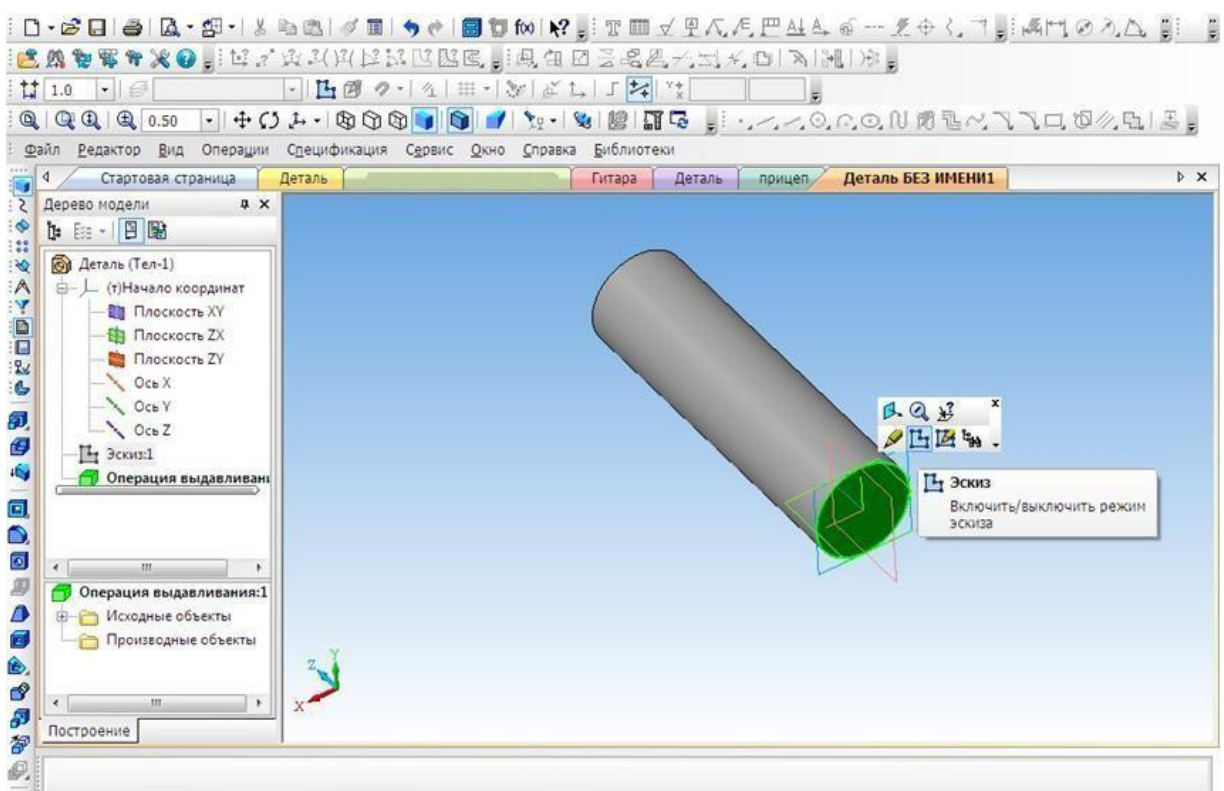 1.0
0.50
Файл Редактор Вид Операции Спецификация Сервис Окно Справка Библиотеки
Стартовая страница Деталь Гитара Деталь прицеп Деталь БЕЗ ИМЕНИ1
Дерево модели
Деталь (Тел-1)
(т)Начало координат
Плоскость XY
Плоскость ZX
Плоскость ZY
Ось X
Ось Y
Ось Z
Эскиз:1
Операция выдавливани
Операция выдавливания:1
Исходные объекты
Производные объекты
Построение
Эскиз
Включить/выключить режим
эскиза
Z Y
X